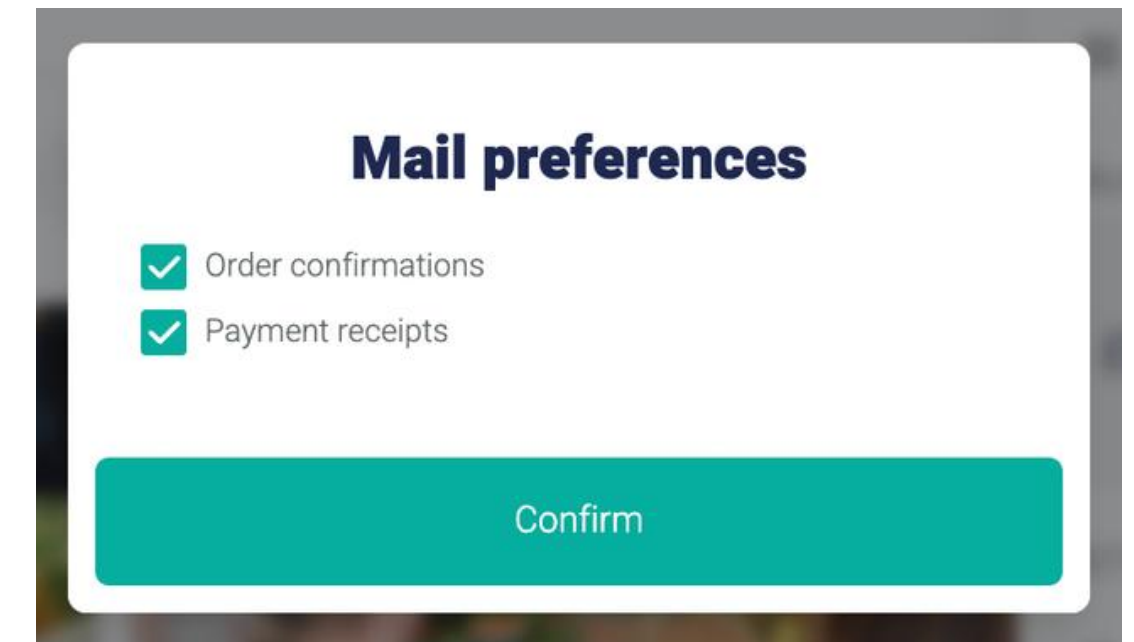 Mail preferences
Order confirmations
Payment receipts
Confirm